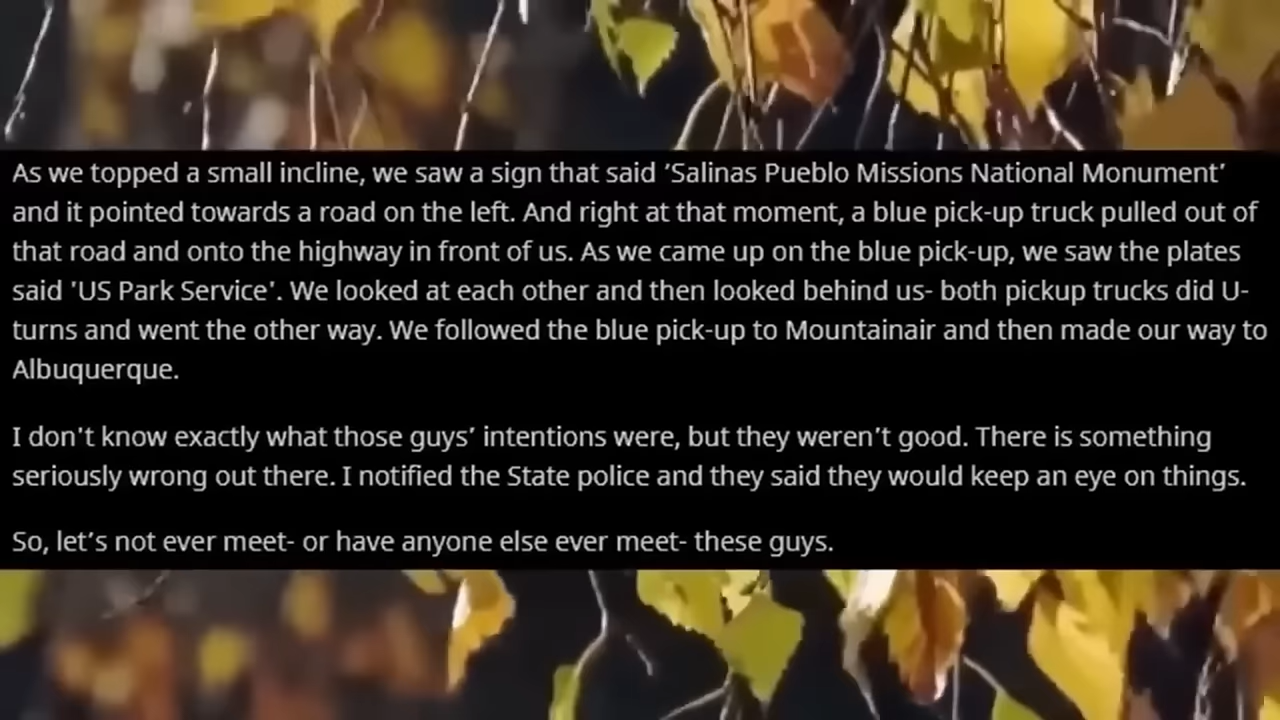 As we topped a small incline, we saw a sign that said ‘Salinas Pueblo Missions National Monument’
and it pointed towards a road on the left. And right at that moment, a blue pick-up truck pulled out of
that road and onto the highway in front of us. As we came up on the blue pick-up, we saw the plates
said 'US Park Service'. We looked at each other and then looked behind us- both pickup trucks did U-
turns and went the other way. We followed the blue pick-up to Mountainair and then made our way to
Albuquerque.
I don't know exactly what those guys’ intentions were, but they weren’t good. There is something
seriously wrong out there. I notified the State police and they said they would keep an eye on things.
So, let’s not ever meet- or have anyone else ever meet- these guys.